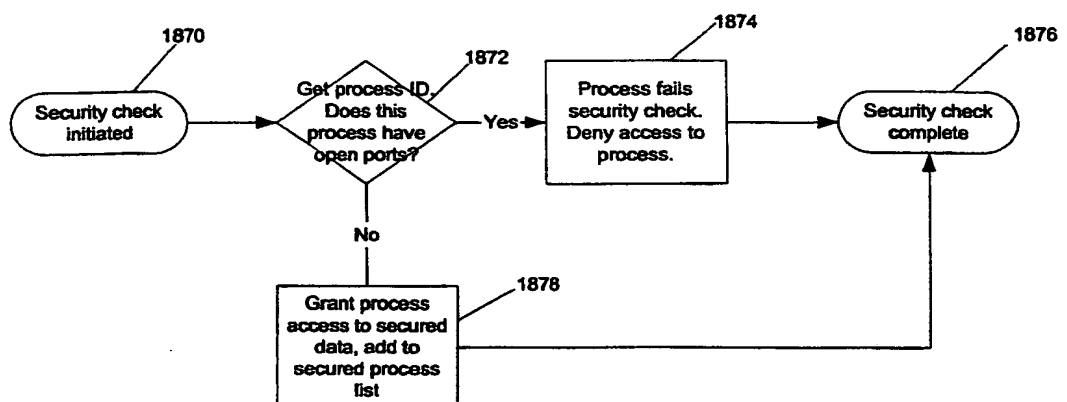 1870
1872
1874
1876
Security check
initiated
Get process ID.
Does this
process have
open ports?
Yes
Process fails
security check.
Deny access to
process.
Security check
complete
No
1878
Grant process
access to secured
data, add to
secured process
list